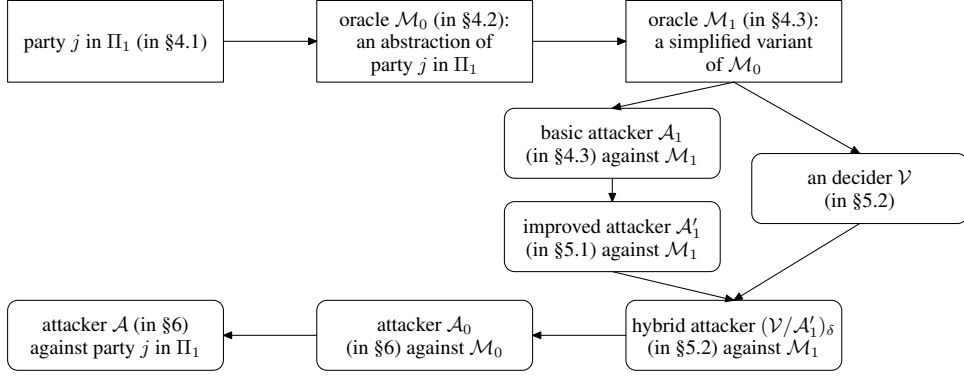 party j in Π₁ (in §4.1)
oracle ℳ₀ (in §4.2):
an abstraction of
party j in Π₁
oracle ℳ₁ (in §4.3):
a simplified variant
of ℳ₀
basic attacker 𝒜₁
(in §4.3) against ℳ₁
an decider 𝒱
(in §5.2)
improved attacker 𝒜′₁
(in §5.1) against ℳ₁
attacker 𝒜 (in §6)
against party j in Π₁
attacker 𝒜₀
(in §6) against ℳ₀
hybrid attacker (𝒱/𝒜′₁)δ
(in §5.2) against ℳ₁